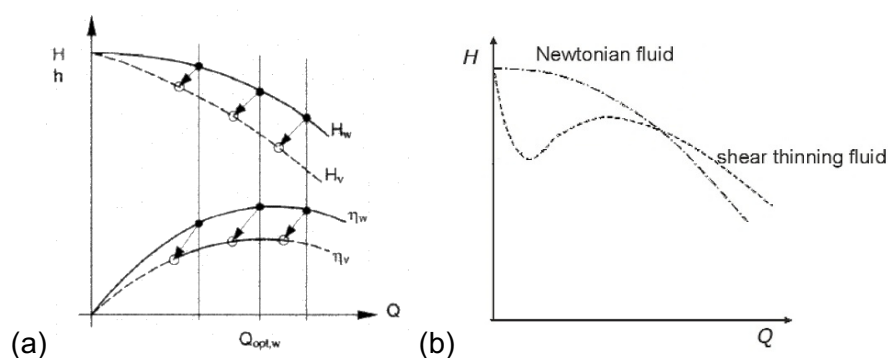 H
h
H_w
H_v
η_w
η_v
Q
Q_opt,w
(a)
H
Newtonian fluid
shear thinning fluid
Q
(b)